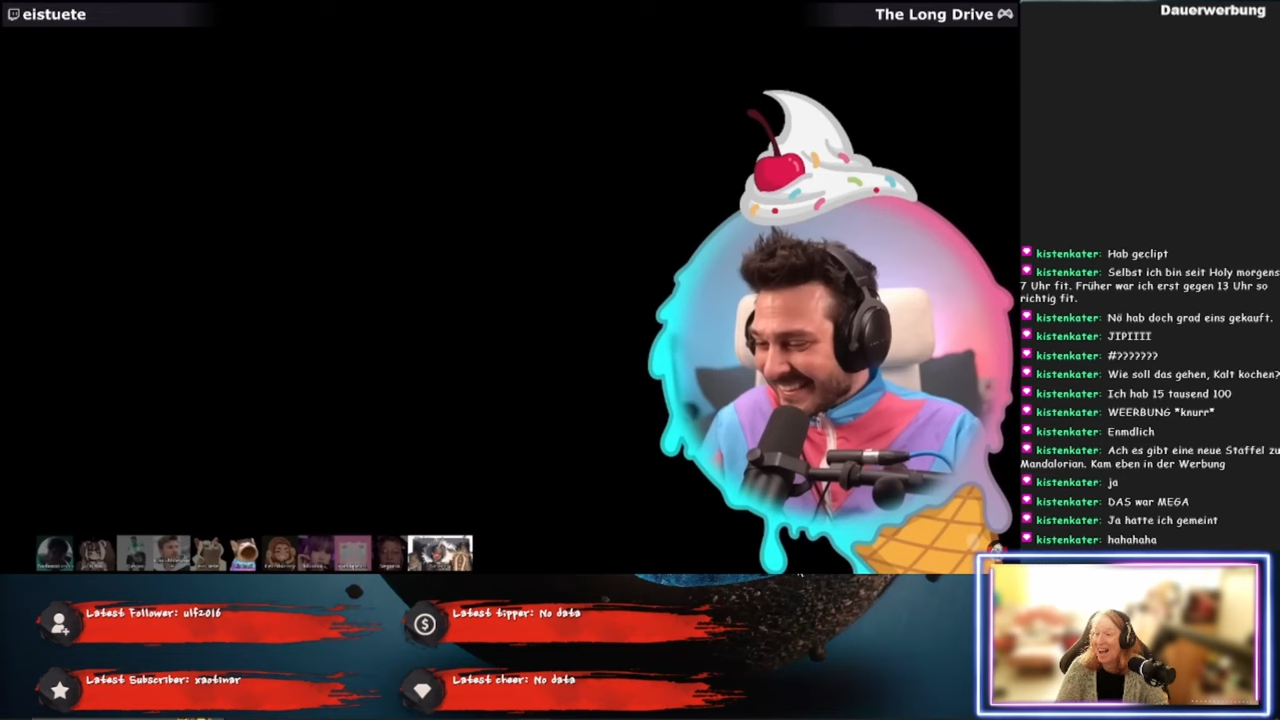 eistuete
The Long Drive
Dauerwerbung
kistenkater: Hab geclipt
kistenkater: Selbst ich bin seit Holy morgens
7 Uhr fit. Früher war ich erst gegen 13 Uhr so
richtig fit.
kistenkater: Nö hab doch grad eins gekauft.
kistenkater: JIPIIII
kistenkater: #???????
kistenkater: Wie soll das gehen, Kalt kochen?
kistenkater: Ich hab 15 tausend 100
kistenkater: WEERBUNG *knurr*
kistenkater: Enmdlich
kistenkater: Ach es gibt eine neue Staffel zu
Mandalorian. Kam eben in der Werbung
kistenkater: ja
kistenkater: DAS war MEGA
kistenkater: Ja hatte ich gemeint
kistenkater: hahahaha
Latest Follower: ulfz016
Latest tipper: No data
Latest Subscriber: xaotinar
Latest cheer: No data